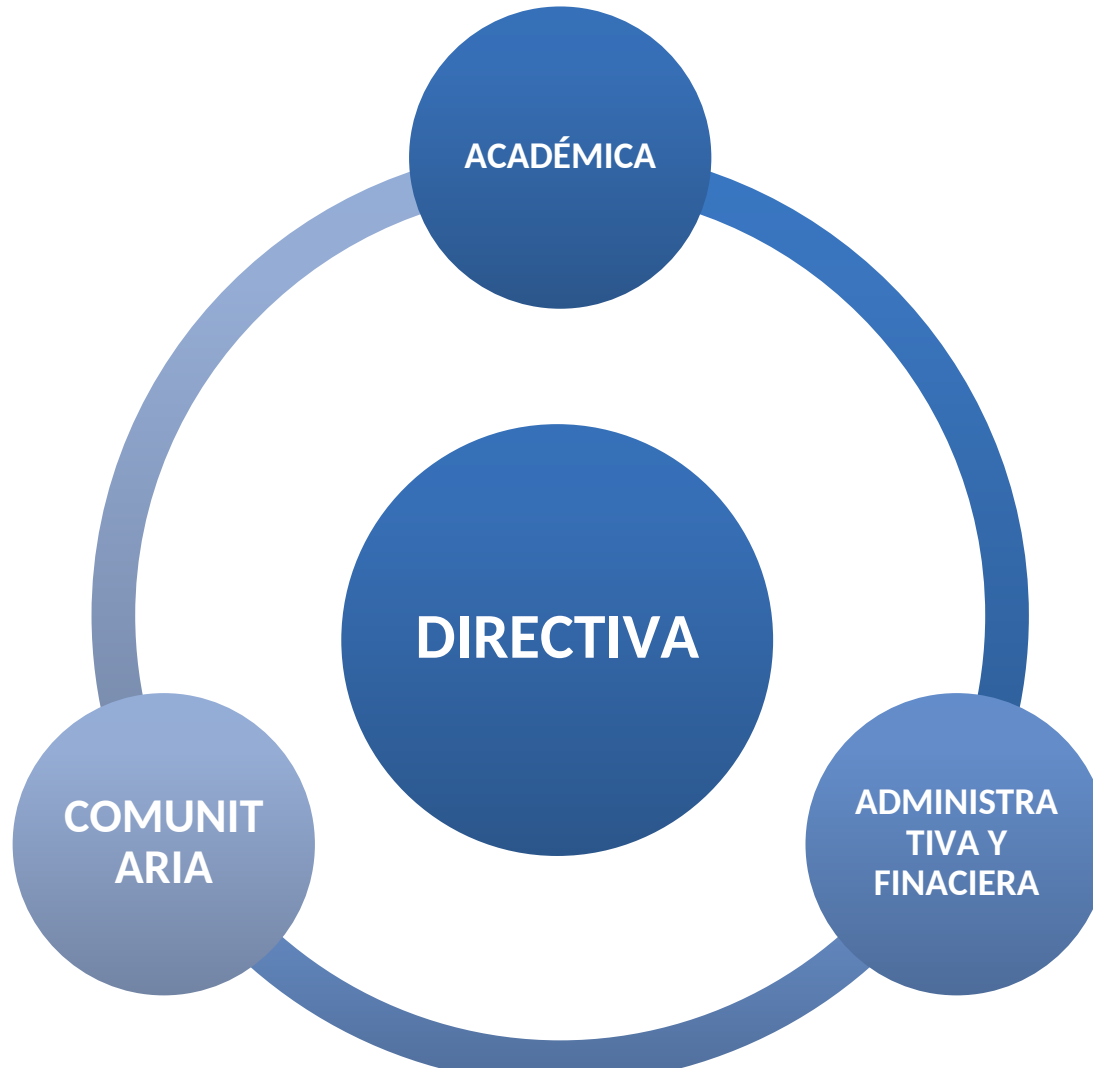 ACADÉMICA
DIRECTIVA
COMUNIT
ARIA
ADMINISTRA
TIVA Y
FINACIERA